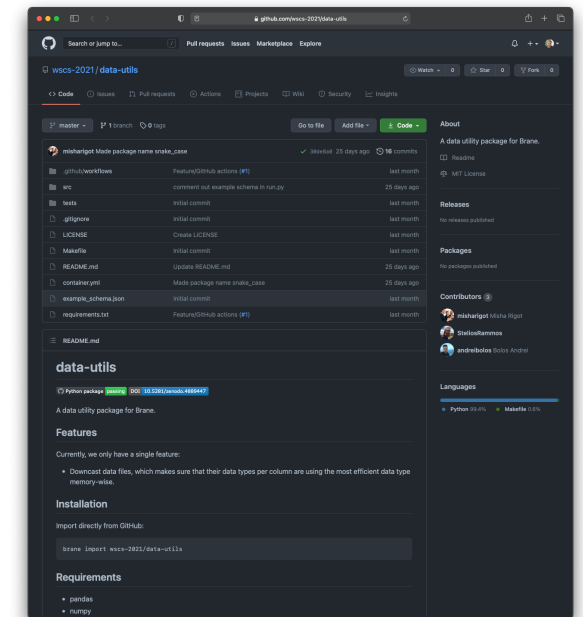 github.com/wscs-2021/data-utils
Search or jump to... /
Pull requests Issues Marketplace Explore
wscs-2021 / data-utils
Watch 0 Star 0 Fork 0
Code Issues Pull requests Actions Projects Wiki Security Insights
master 1 branch 0 tags
Go to file Add file Code
misharigot Made package name snake_case
25 days ago 16 commits
.github/workflows Feature/GitHub actions (#1) last month
src comment out example schema in run.py 25 days ago
tests Initial commit last month
.gitignore Initial commit last month
LICENSE Create LICENSE last month
Makefile Initial commit last month
README.md Update README.md 25 days ago
container.yml Made package name snake_case 25 days ago
example_schema.json Initial commit last month
requirements.txt Feature/GitHub actions (#1) last month
README.md
data-utils
Python package passing DOI 10.5281/zenodo.4889447
A data utility package for Brane.
Features
Currently, we only have a single feature:
• Downcast data files, which makes sure that their data types per column are using the most efficient data type
memory-wise.
Installation
Import directly from GitHub:
brane import wscs-2021/data-utils
Requirements
• pandas
• numpy
About
A data utility package for Brane.
Readme
MIT License
Releases
No releases published
Packages
No packages published
Contributors 3
misharigot Misha Rigot
SteliosRammos
andreibolos Bolos Andrei
Languages
Python 99.4% Makefile 0.6%